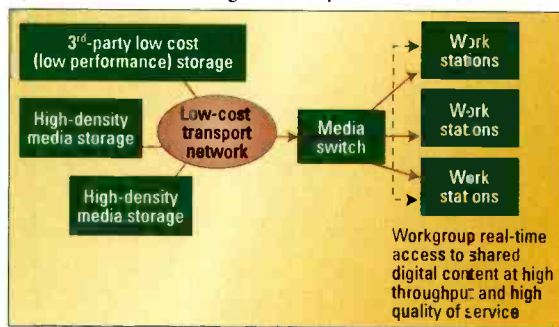 3rd-party low cost
(low performance) storage
High-density
media storage
High-density
media storage
Low-cost
transport
network
Media
switch
Work
stations
Work
stations
Work
stations
Workgroup real-time
access to shared
digital content at high
throughput and high
quality of service